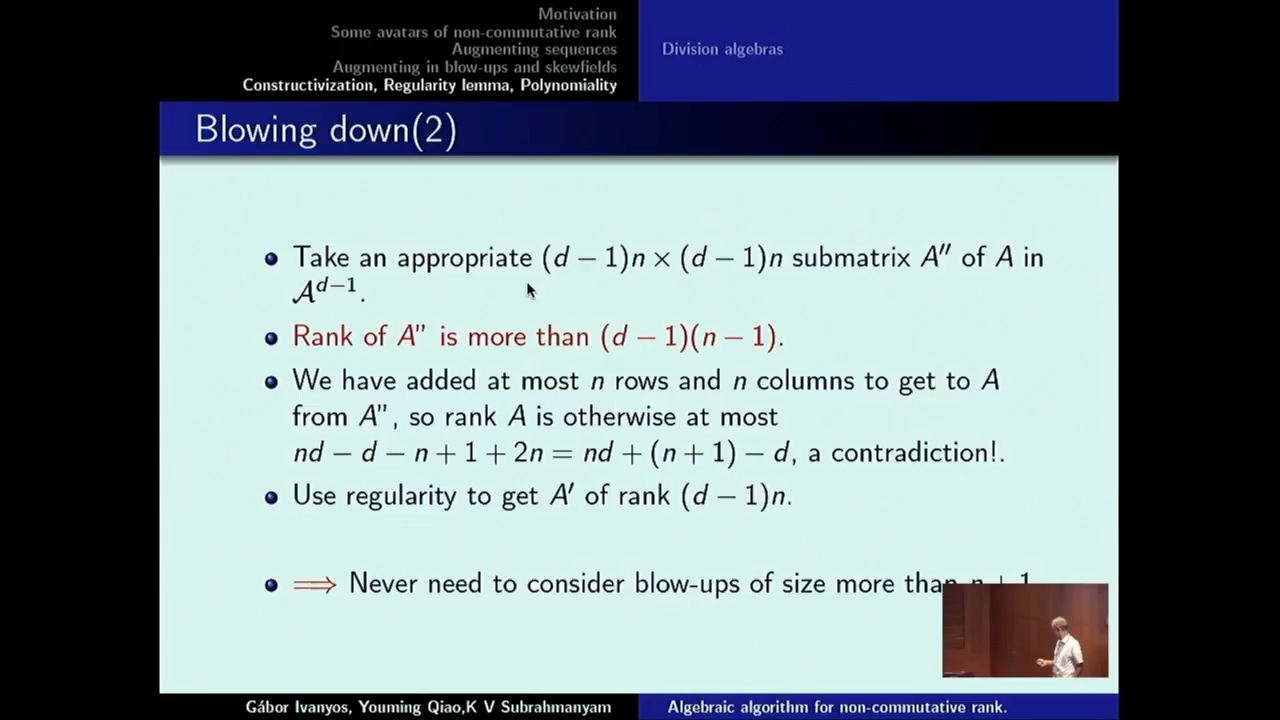 Motivation
Some avatars of non-commutative rank
Augmenting sequences
Augmenting in blow-ups and skewfields
Constructivization, Regularity lemma, Polynomiality
Division algebras
Blowing down(2)
Take an appropriate (d − 1)n × (d − 1)n submatrix A′′ of A in
𝒜^{d−1}.
Rank of A" is more than (d − 1)(n − 1).
We have added at most n rows and n columns to get to A
from A", so rank A is otherwise at most
nd − d − n + 1 + 2n = nd + (n + 1) − d, a contradiction!.
Use regularity to get A′ of rank (d − 1)n.
⟹ Never need to consider blow-ups of size more than n + 1
Gábor Ivanyos, Youming Qiao,K V Subrahmanyam
Algebraic algorithm for non-commutative rank.